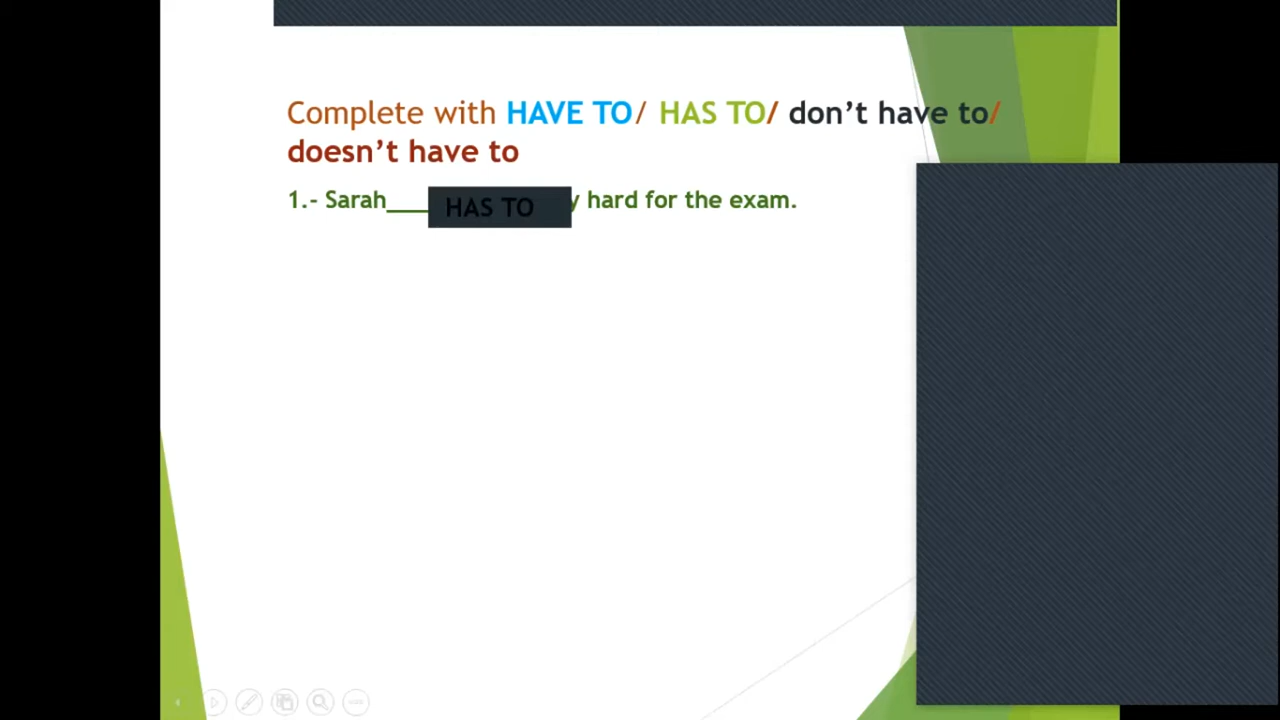 Complete with HAVE TO/ HAS TO/ don’t have to/
doesn’t have to
1.- Sarah___ HAS TO y hard for the exam.